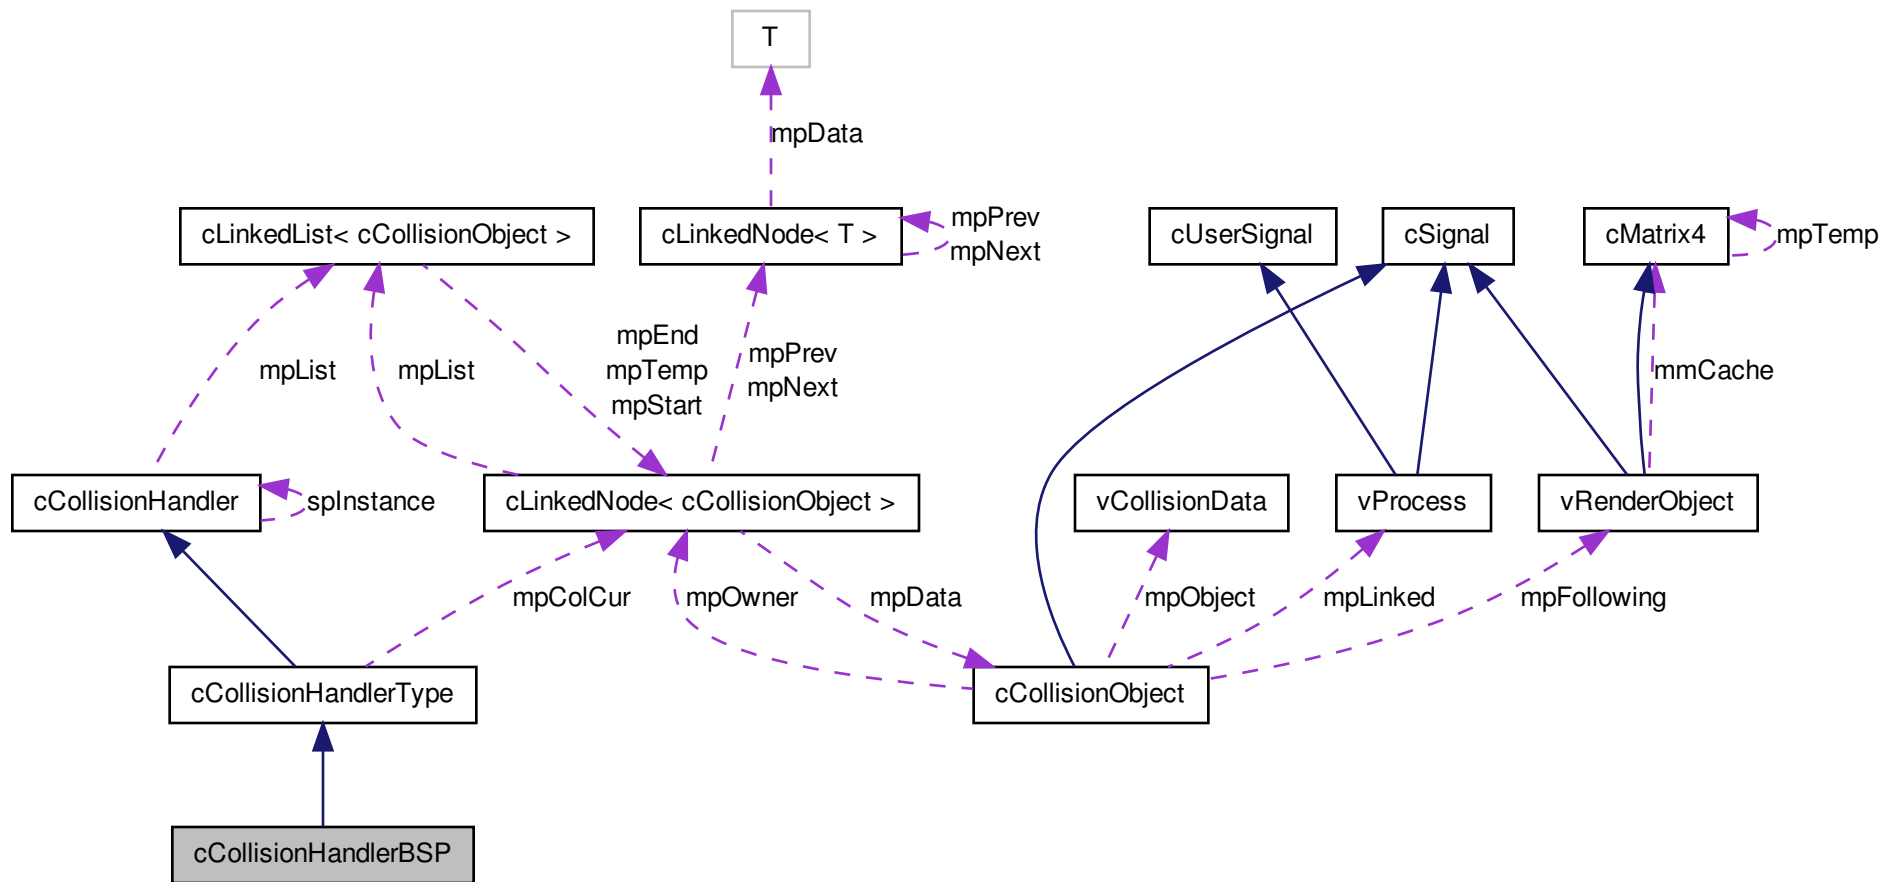 T
mpData
cLinkedList< cCollisionObject >
cLinkedNode< T >
mpPrev
mpNext
cUserSignal
cSignal
cMatrix4
mpTemp
mpList
mpList
mpEnd
mpTemp
mpStart
mpPrev
mpNext
mmCache
cCollisionHandler
spInstance
cLinkedNode< cCollisionObject >
vCollisionData
vProcess
vRenderObject
mpColCur
mpOwner
mpData
mpObject
mpLinked
mpFollowing
cCollisionHandlerType
cCollisionObject
cCollisionHandlerBSP